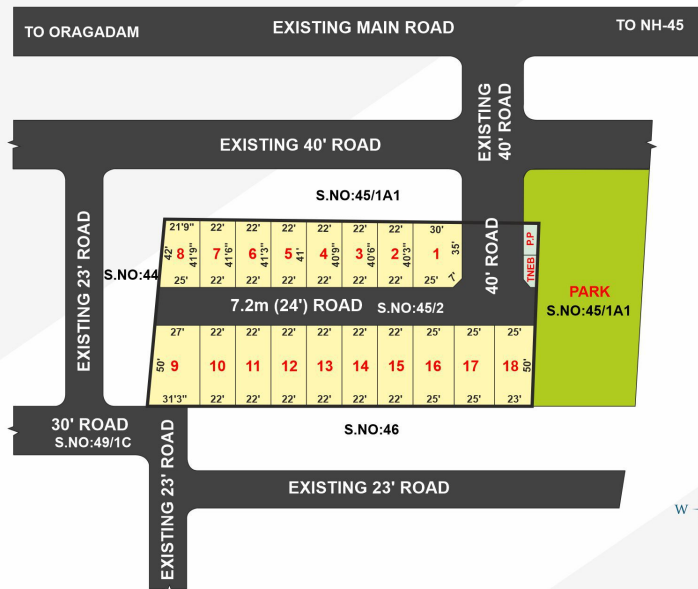 TO ORAGADAM
EXISTING MAIN ROAD
TO NH-45
EXISTING
40' ROAD
EXISTING 40' ROAD
S.NO:45/1A1
EXISTING 23' ROAD
S.NO:44
21'9" 22' 22' 22' 22' 22' 22' 30'
42' 8 41'9" 7 41'6" 6 41'3" 5 41' 4 40'9" 3 40'6" 2 40'3" 1 35'
25' 22' 22' 22' 22' 22' 22' 25' 7'
40' ROAD
P.P
TNEB
PARK
S.NO:45/1A1
7.2m (24') ROAD S.NO:45/2
27' 22' 22' 22' 22' 22' 22' 25' 25' 25'
50' 9 10 11 12 13 14 15 16 17 18 50'
31'3" 22' 22' 22' 22' 22' 22' 25' 25' 23'
30' ROAD
S.NO:49/1C
S.NO:46
EXISTING 23' ROAD
EXISTING 23' ROAD
W